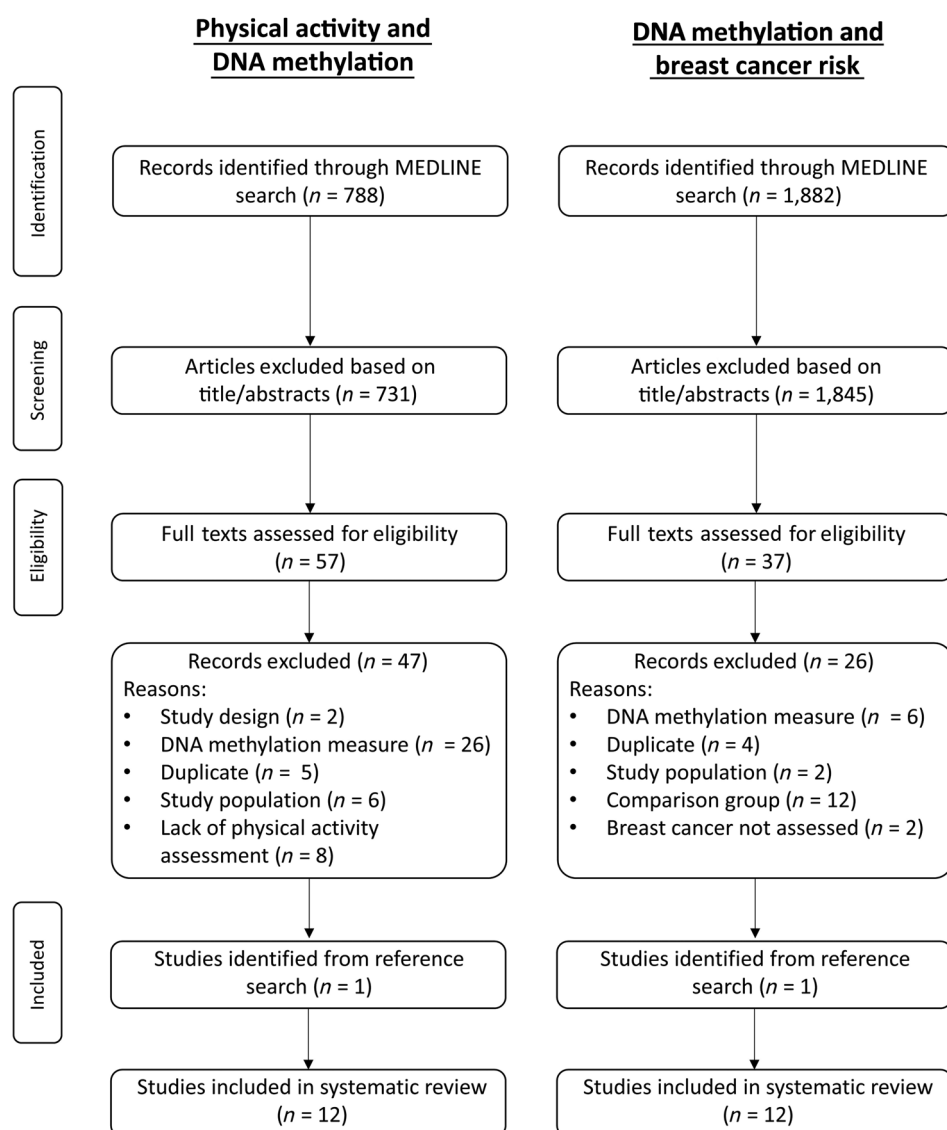 Physical activity and
DNA methylation
DNA methylation and
breast cancer risk
Identification
Records identified through MEDLINE
search (n = 788)
Records identified through MEDLINE
search (n = 1,882)
Screening
Articles excluded based on
title/abstracts (n = 731)
Articles excluded based on
title/abstracts (n = 1,845)
Eligibility
Full texts assessed for eligibility
(n = 57)
Full texts assessed for eligibility
(n = 37)
Records excluded (n = 47)
Reasons:
• Study design (n = 2)
• DNA methylation measure (n = 26)
• Duplicate (n = 5)
• Study population (n = 6)
• Lack of physical activity
assessment (n = 8)
Records excluded (n = 26)
Reasons:
• DNA methylation measure (n = 6)
• Duplicate (n = 4)
• Study population (n = 2)
• Comparison group (n = 12)
• Breast cancer not assessed (n = 2)
Included
Studies identified from reference
search (n = 1)
Studies identified from reference
search (n = 1)
Studies included in systematic review
(n = 12)
Studies included in systematic review
(n = 12)